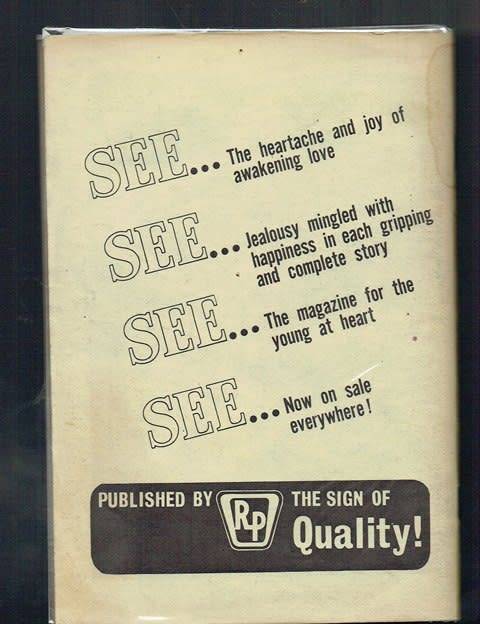 SEE... The heartache and joy of
awakening love
SEE... Jealousy mingled with
happiness in each gripping
and complete story
SEE... The magazine for the
young at heart
SEE... Now on sale
everywhere!
PUBLISHED BY RP THE SIGN OF
Quality!